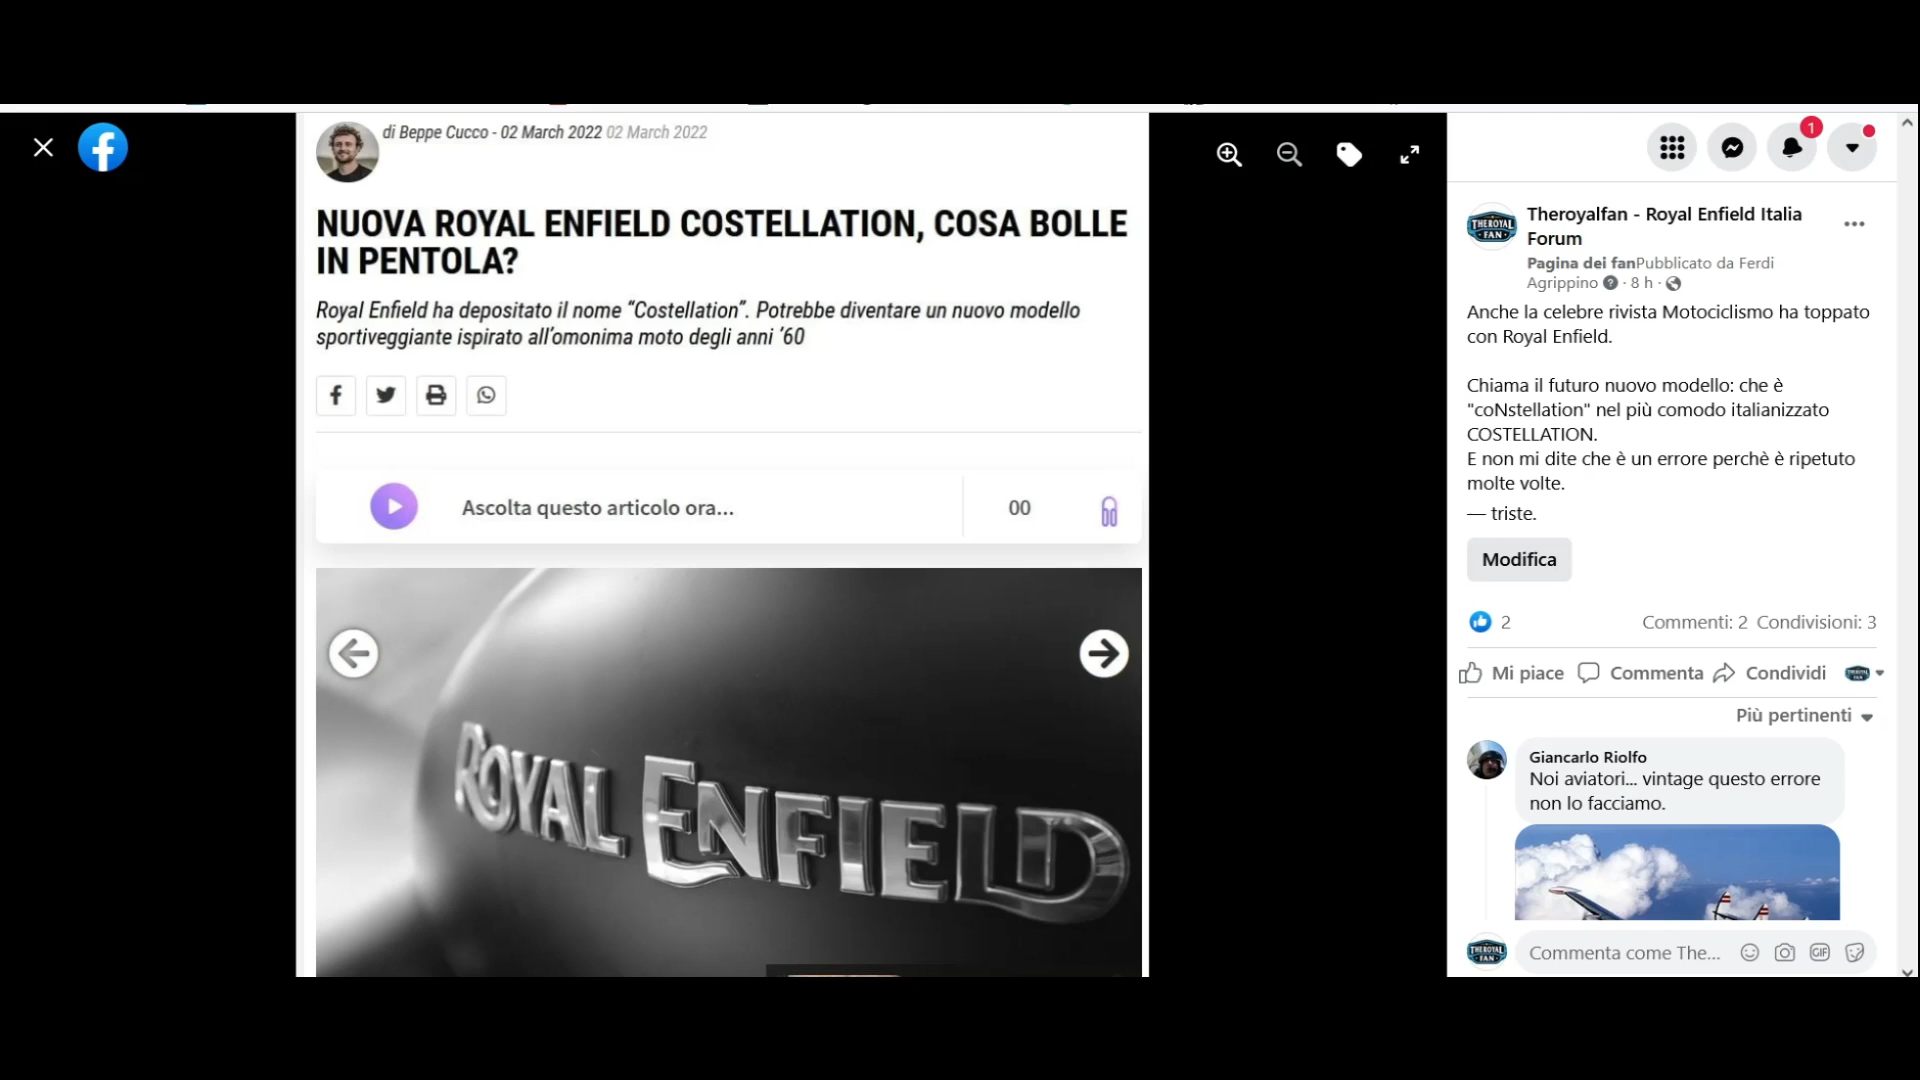 di Beppe Cucco - 02 March 2022 02 March 2022
NUOVA ROYAL ENFIELD COSTELLATION, COSA BOLLE
IN PENTOLA?
Royal Enfield ha depositato il nome “Costellation”. Potrebbe diventare un nuovo modello
sportiveggiante ispirato all’omonima moto degli anni ’60
Ascolta questo articolo ora...
00
ROYAL ENFIELD
1
THEROYAL
FAN
Theroyalfan - Royal Enfield Italia
Forum
Pagina dei fanPubblicato da Ferdi
Agrippino · 8 h ·
Anche la celebre rivista Motociclismo ha toppato
con Royal Enfield.
Chiama il futuro nuovo modello: che è
"coNstellation" nel più comodo italianizzato
COSTELLATION.
E non mi dite che è un errore perchè è ripetuto
molte volte.
— triste.
Modifica
2
Commenti: 2 Condivisioni: 3
Mi piace Commenta Condividi
Più pertinenti
Giancarlo Riolfo
Noi aviatori... vintage questo errore
non lo facciamo.
THEROYAL
FAN
Commenta come The...
GIF